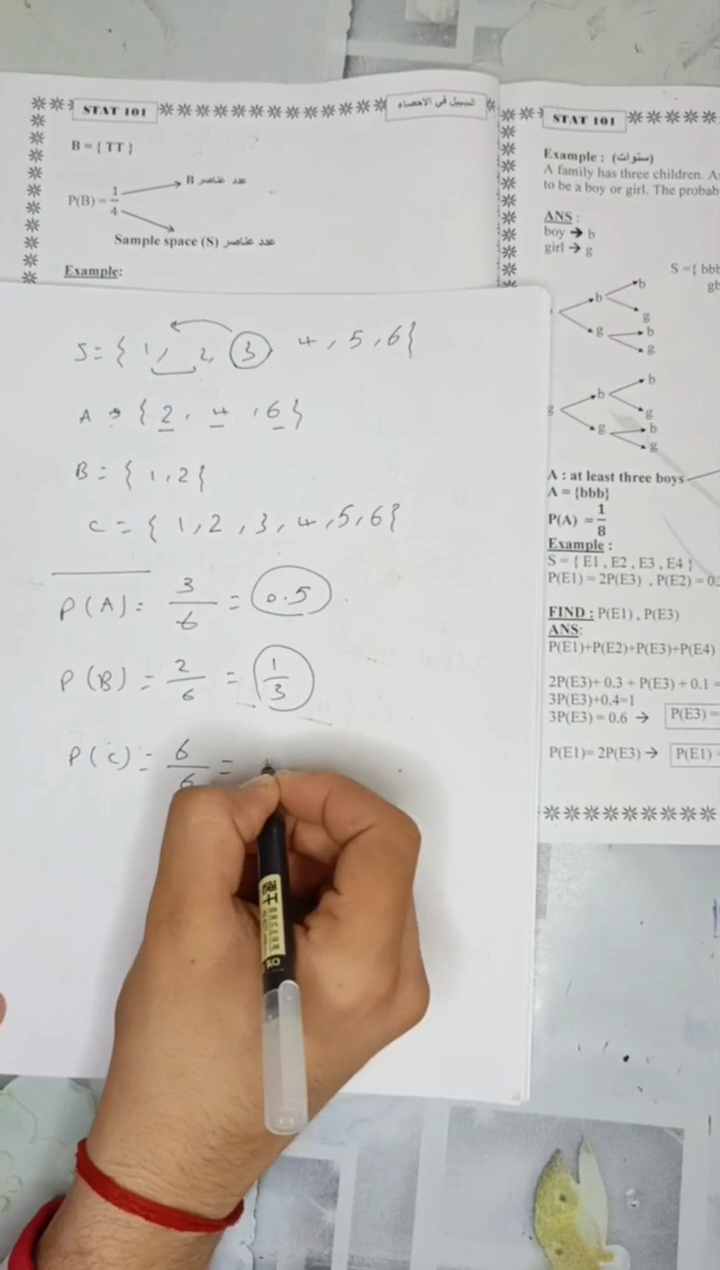 STAT 101
السبيل في الاحصاء
B = { TT }
P(B) = 1/4
عدد عناصر B
Sample space (S) عدد عناصر
Example:
S = { 1, 2, 3, 4, 5, 6 }
A = { 2, 4, 6 }
B = { 1, 2 }
C = { 1, 2, 3, 4, 5, 6 }
P(A) = 3/6 = 0.5
P(B) = 2/6 = 1/3
P(C) = 6/6 =
STAT 101
Example : (سنوات)
A family has three children. A
to be a boy or girl. The probab
ANS :
boy → b
girl → g
S = { bbb
gb
b
b
g
g
b
g
g
b
b
g
g
b
g
A : at least three boys
A = {bbb}
P(A) = 1/8
Example :
S = { E1 , E2 , E3 , E4 }
P(E1) = 2P(E3) , P(E2) = 0.
FIND : P(E1) , P(E3)
ANS:
P(E1)+P(E2)+P(E3)+P(E4)
2P(E3)+ 0.3 + P(E3) + 0.1 =
3P(E3)+0.4=1
3P(E3) = 0.6 → P(E3) =
P(E1)= 2P(E3) → P(E1)